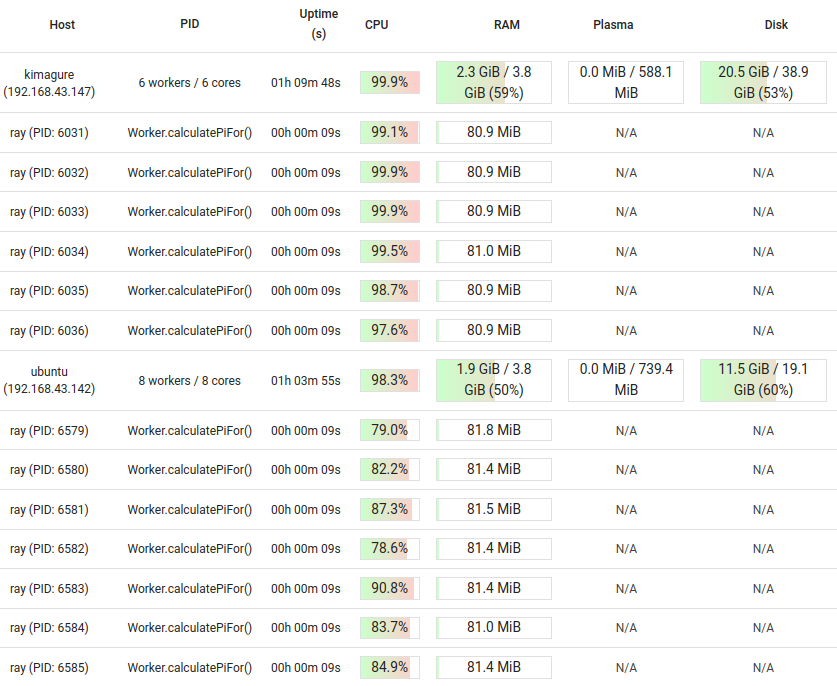 Host PID Uptime (s) CPU RAM Plasma Disk
kimagure (192.168.43.147) 6 workers / 6 cores 01h 09m 48s 99.9% 2.3 GiB / 3.8 GiB (59%) 0.0 MiB / 588.1 MiB 20.5 GiB / 38.9 GiB (53%)
ray (PID: 6031) Worker.calculatePiFor() 00h 00m 09s 99.1% 80.9 MiB N/A N/A
ray (PID: 6032) Worker.calculatePiFor() 00h 00m 09s 99.9% 80.9 MiB N/A N/A
ray (PID: 6033) Worker.calculatePiFor() 00h 00m 09s 99.9% 80.9 MiB N/A N/A
ray (PID: 6034) Worker.calculatePiFor() 00h 00m 09s 99.5% 81.0 MiB N/A N/A
ray (PID: 6035) Worker.calculatePiFor() 00h 00m 09s 98.7% 80.9 MiB N/A N/A
ray (PID: 6036) Worker.calculatePiFor() 00h 00m 09s 97.6% 80.9 MiB N/A N/A
ubuntu (192.168.43.142) 8 workers / 8 cores 01h 03m 55s 98.3% 1.9 GiB / 3.8 GiB (50%) 0.0 MiB / 739.4 MiB 11.5 GiB / 19.1 GiB (60%)
ray (PID: 6579) Worker.calculatePiFor() 00h 00m 09s 79.0% 81.8 MiB N/A N/A
ray (PID: 6580) Worker.calculatePiFor() 00h 00m 09s 82.2% 81.4 MiB N/A N/A
ray (PID: 6581) Worker.calculatePiFor() 00h 00m 09s 87.3% 81.5 MiB N/A N/A
ray (PID: 6582) Worker.calculatePiFor() 00h 00m 09s 78.6% 81.4 MiB N/A N/A
ray (PID: 6583) Worker.calculatePiFor() 00h 00m 09s 90.8% 81.4 MiB N/A N/A
ray (PID: 6584) Worker.calculatePiFor() 00h 00m 09s 83.7% 81.0 MiB N/A N/A
ray (PID: 6585) Worker.calculatePiFor() 00h 00m 09s 84.9% 81.4 MiB N/A N/A